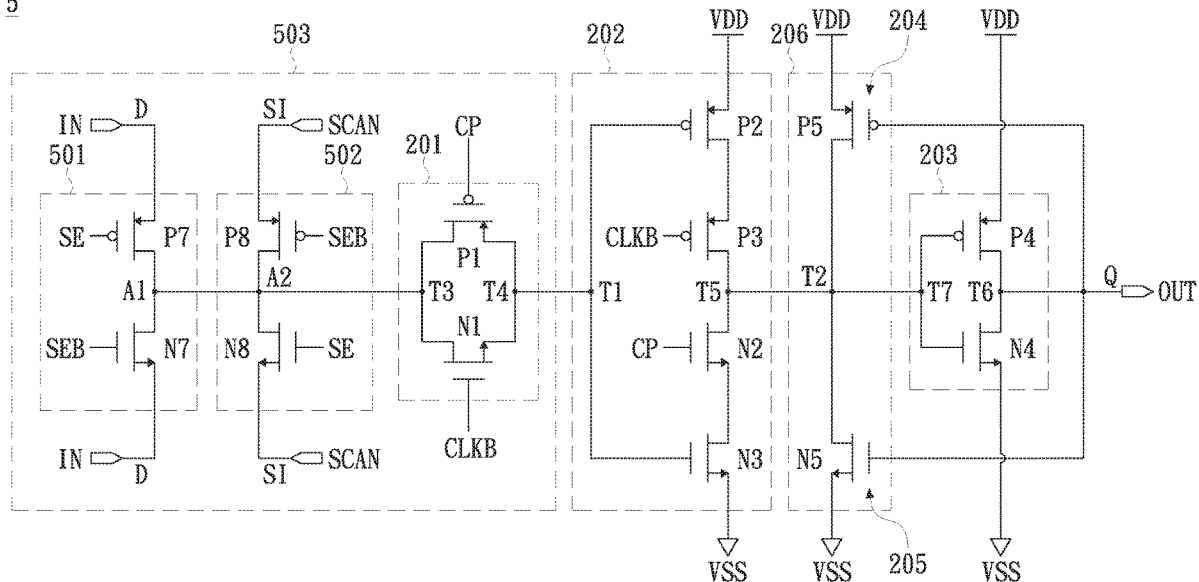 5
503
202
VDD
206
VDD
204
VDD
IN
D
SI
SCAN
CP
P2
P5
501
502
201
203
SE
P7
P8
SEB
CLKB
P3
P4
P1
A1
A2
T3
T4
T1
T5
T2
T7
T6
Q
OUT
N1
SEB
N7
N8
SE
CP
N2
N4
IN
D
SI
SCAN
CLKB
N3
N5
VSS
VSS
205
VSS